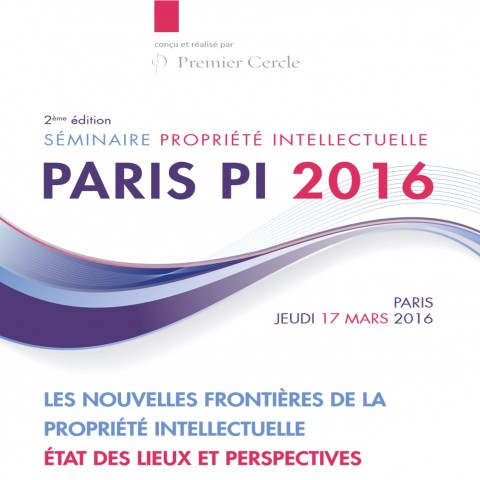 conçu et réalisé par
Premier Cercle
2ème édition
SÉMINAIRE PROPRIÉTÉ INTELLECTUELLE
PARIS PI 2016
PARIS
JEUDI 17 MARS 2016
LES NOUVELLES FRONTIÈRES DE LA
PROPRIÉTÉ INTELLECTUELLE
ÉTAT DES LIEUX ET PERSPECTIVES